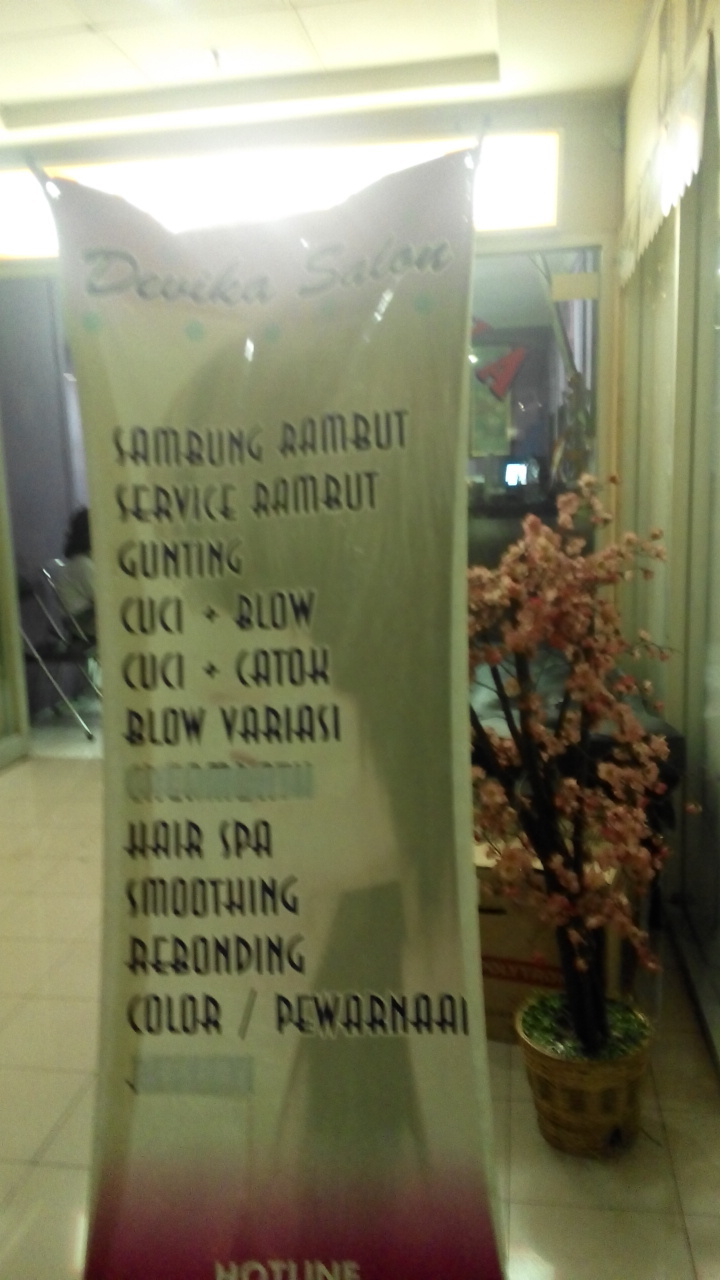 Devika Salon
SAMBUNG RAMBUT
SERVICE RAMBUT
GUNTING
CUCI + BLOW
CUCI + CATOK
BLOW VARIASI
HAIR SPA
SMOOTHING
REBONDING
COLOR / PEWARNAAN
HOTLINE